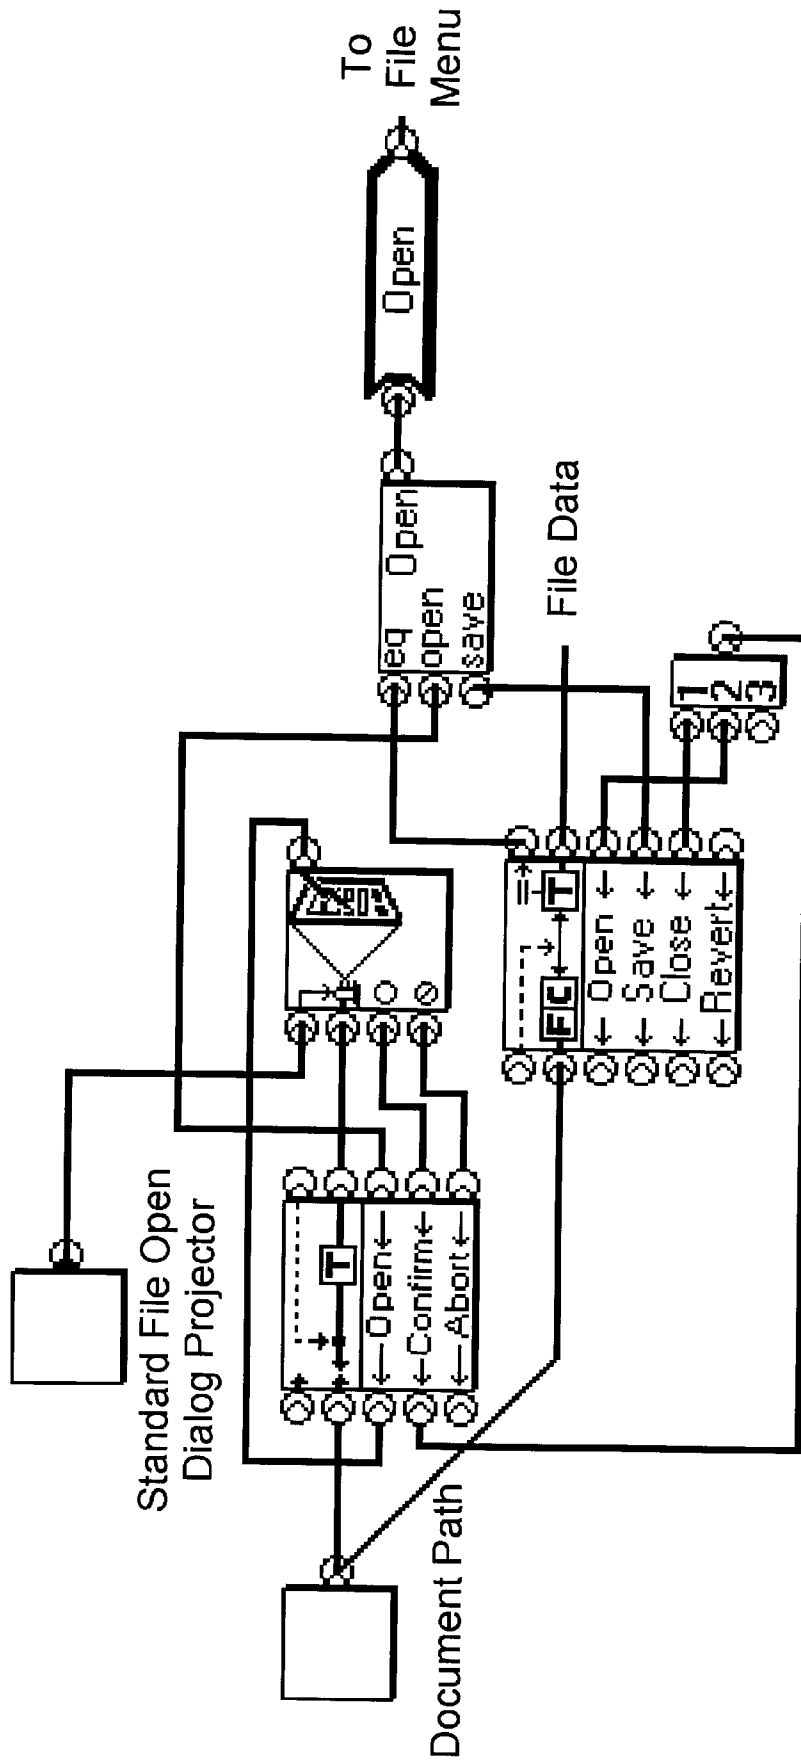 Standard File Open
Dialog Projector
T
←Open←
←Confirm←
←Abort←
Document Path
eq Open
open
save
Open
To
File
Menu
File Data
FC T
=
←Open ←
←Save ←
←Close ←
←Revert←
1
2
3